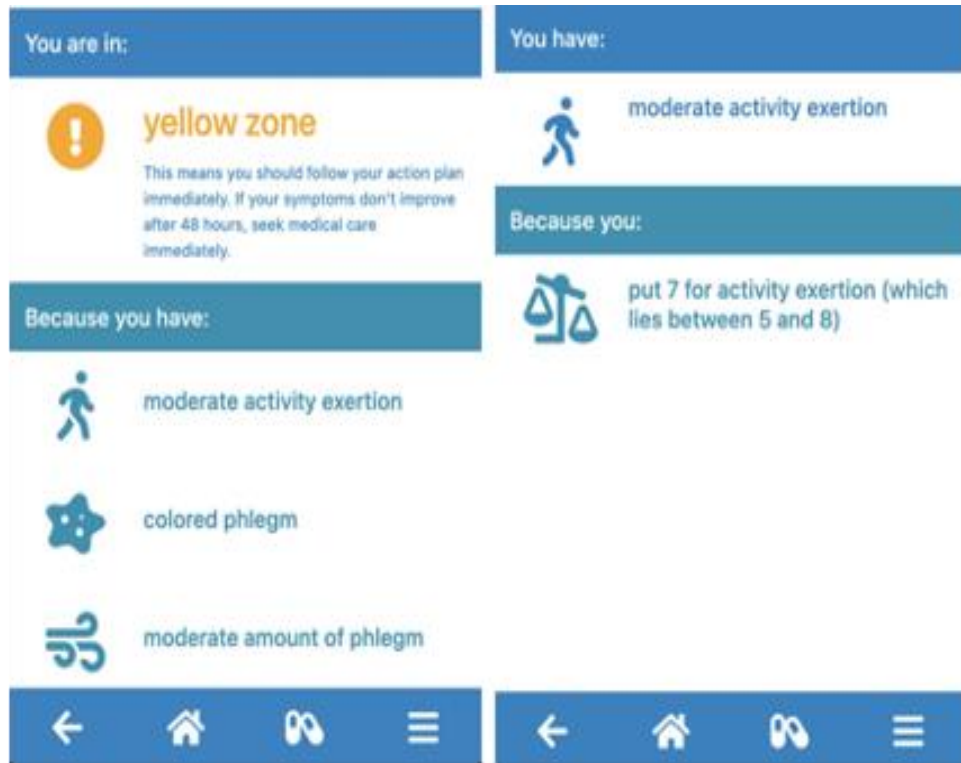 You are in:
yellow zone
This means you should follow your action plan
immediately. If your symptoms don't improve
after 48 hours, seek medical care
immediately.
Because you have:
moderate activity exertion
colored phlegm
moderate amount of phlegm
You have:
moderate activity exertion
Because you:
put 7 for activity exertion (which
lies between 5 and 8)